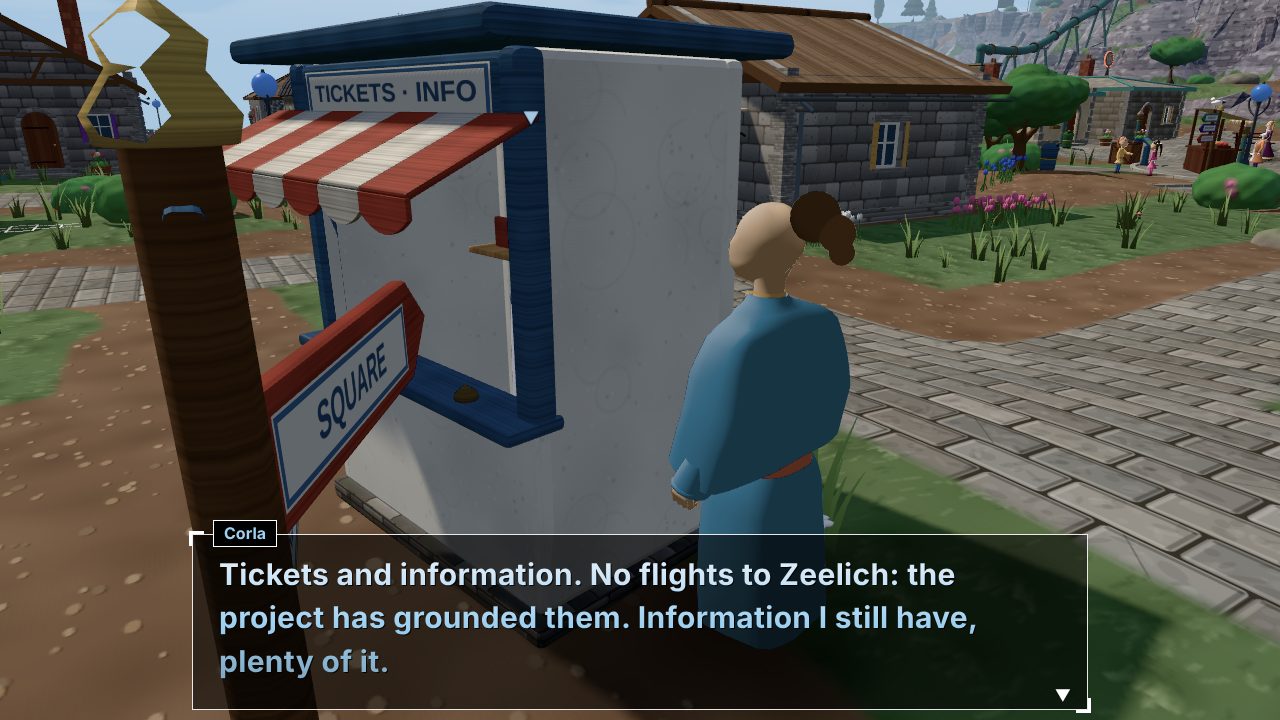 TICKETS · INFO
SQUARE
Corla
Tickets and information. No flights to Zeelich: the
project has grounded them. Information I still have,
plenty of it.